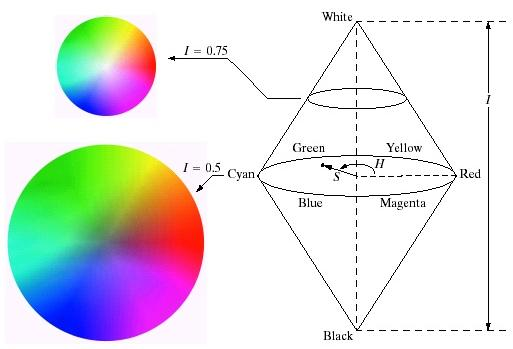 White
I = 0.75
I
Green
Yellow
H
I = 0.5
Cyan
S
Red
Blue
Magenta
Black